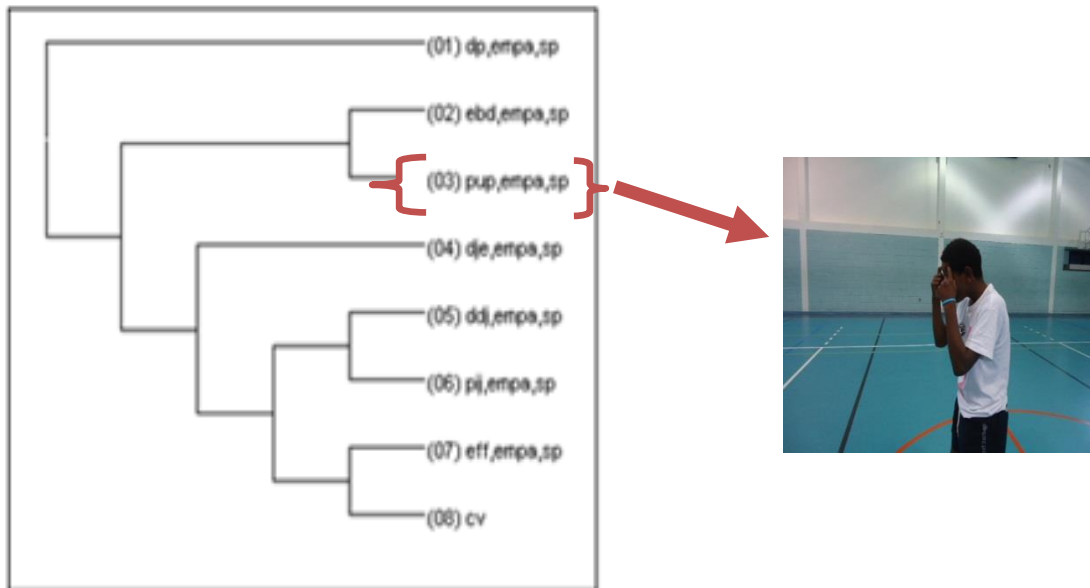 (01) dp,empa,sp
(02) ebd,empa,sp
(03) pup,empa,sp
(04) dje,empa,sp
(05) ddj,empa,sp
(06) pij,empa,sp
(07) eff,empa,sp
(08) cv